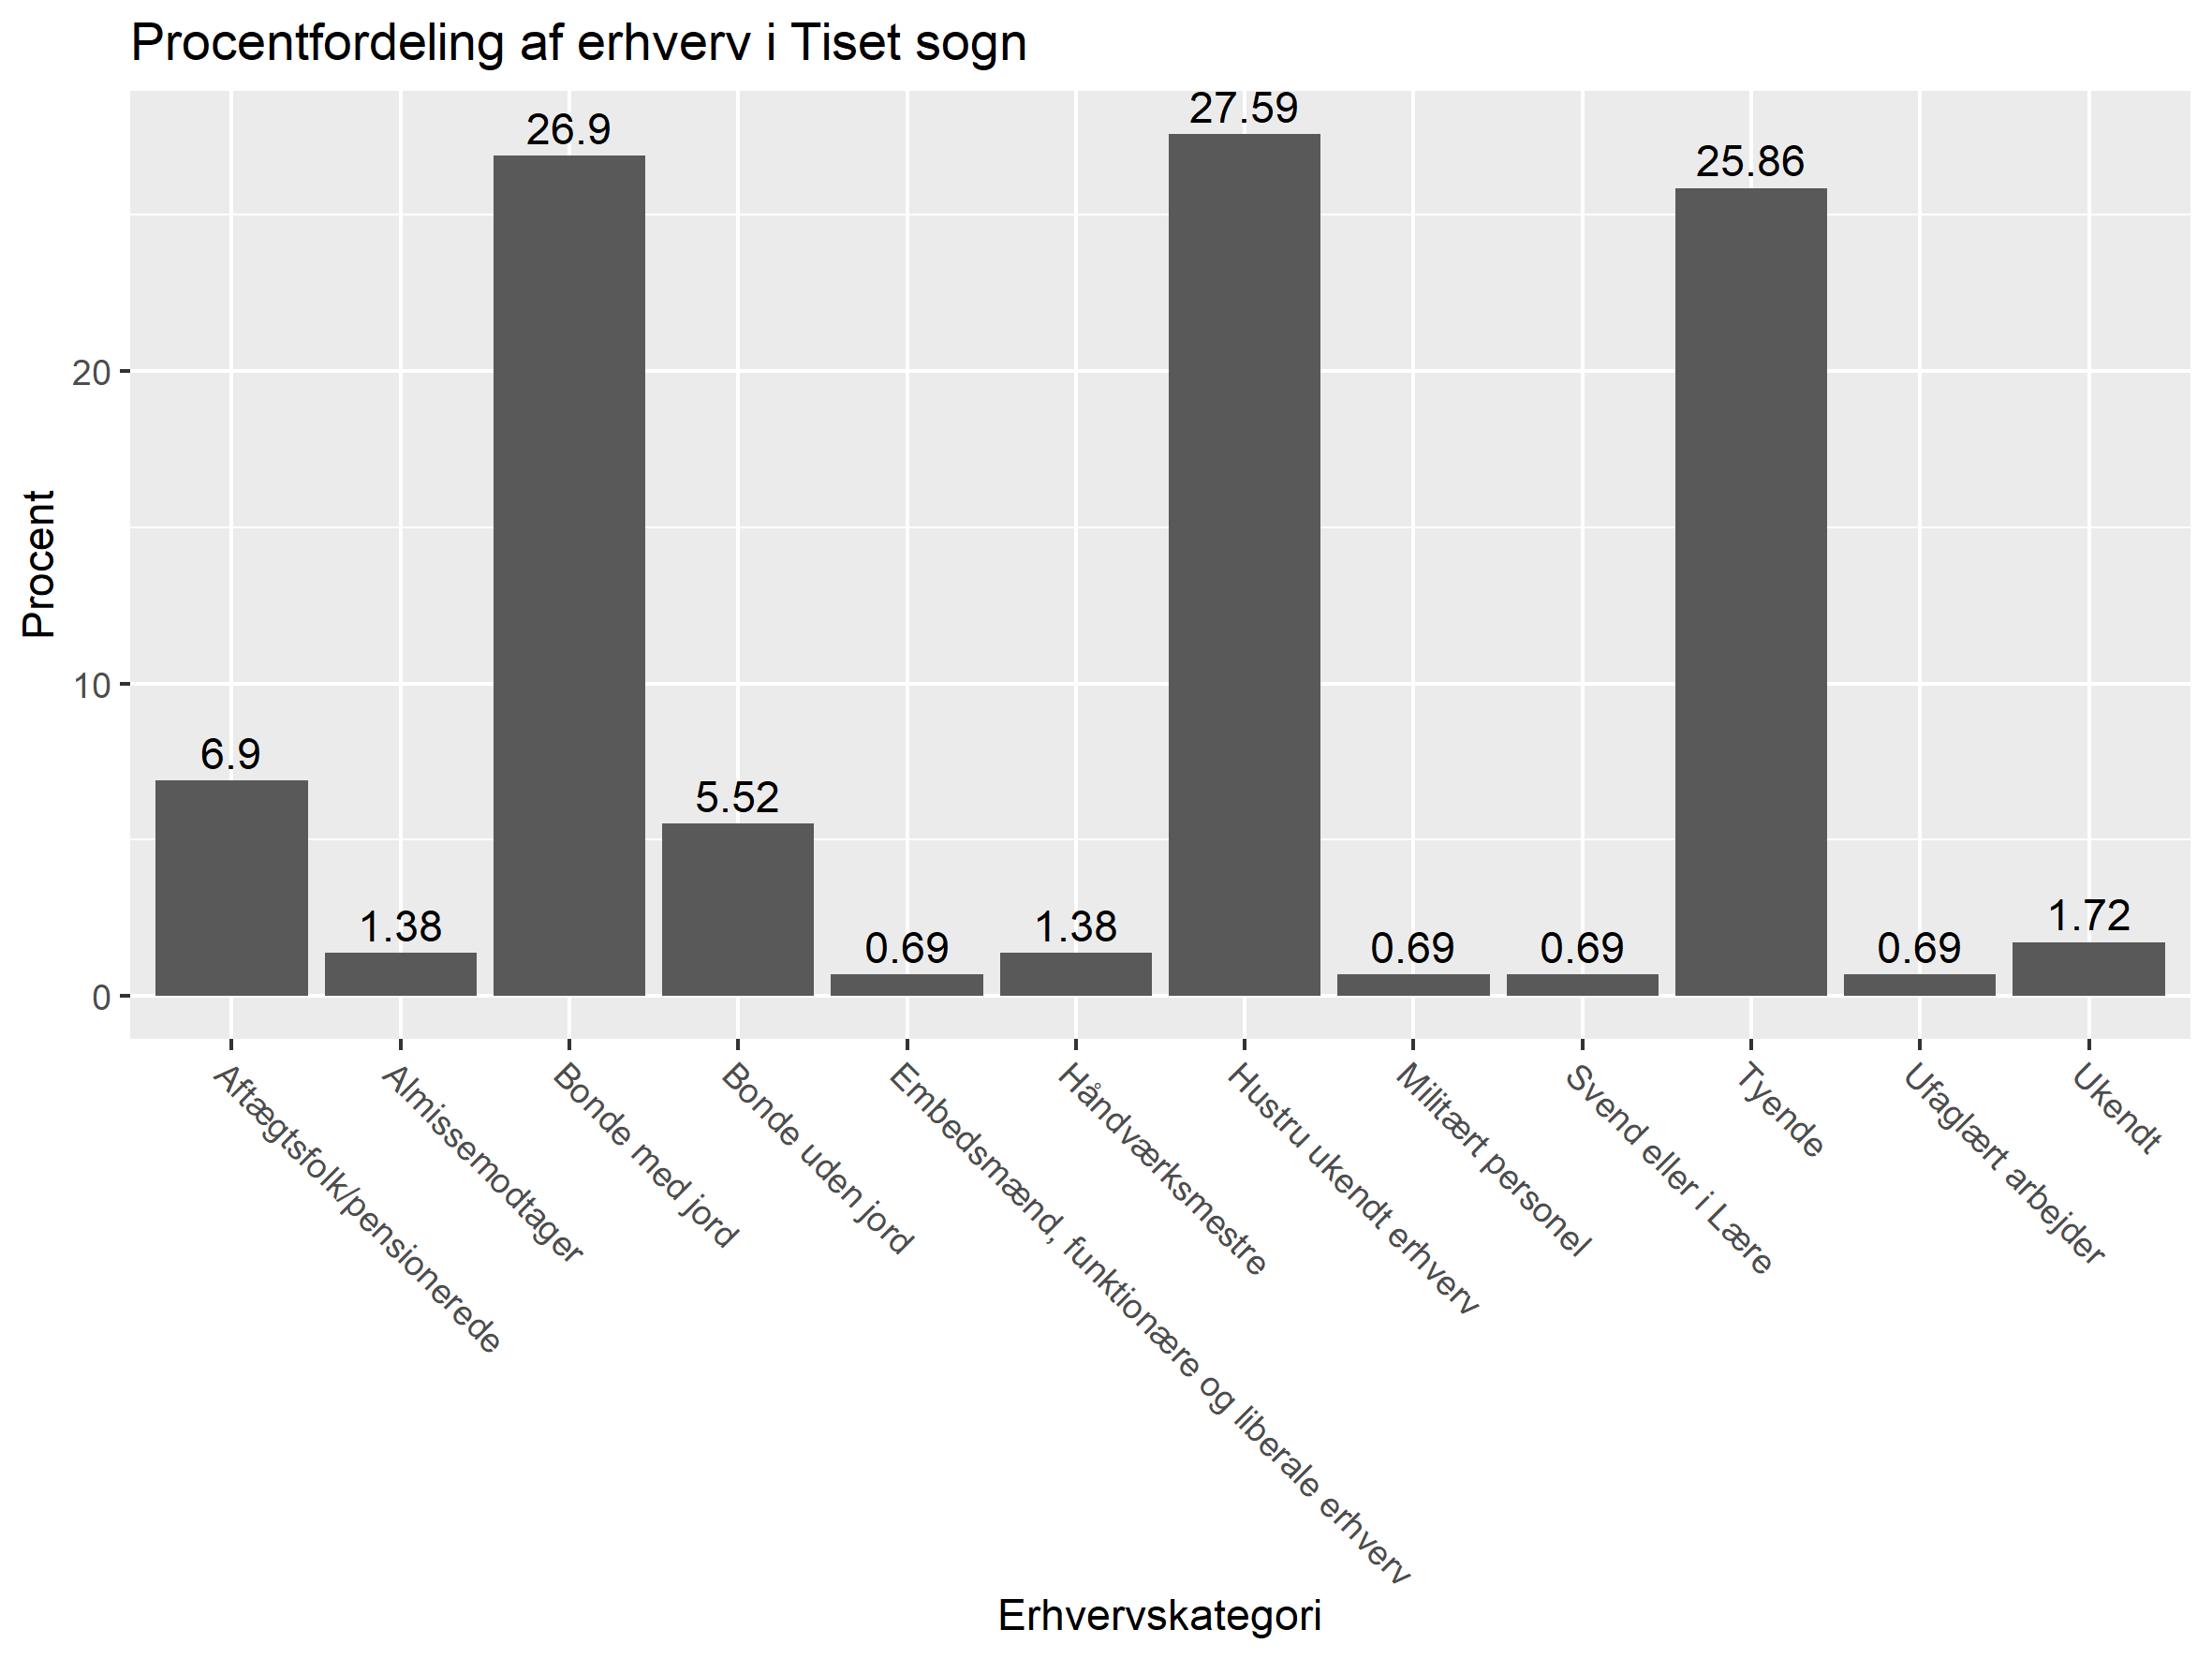 Procentfordeling af erhverv i Tiset sogn
Procent
20
10
0
6.9
1.38
26.9
5.52
0.69
1.38
27.59
0.69
0.69
25.86
0.69
1.72
Aftægtsfolk/pensionerede
Almissemodtager
Bonde med jord
Bonde uden jord
Embedsmænd, funktionære og liberale erhverv
Håndværksmestre
Hustru ukendt erhverv
Militært personel
Svend eller i Lære
Tyende
Ufaglært arbejder
Ukendt
Erhvervskategori